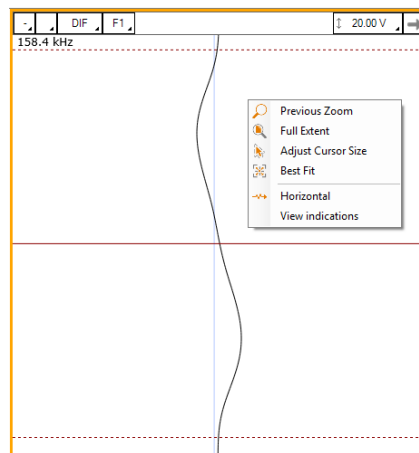 - DIF F1 20.00 V
158.4 kHz
Previous Zoom
Full Extent
Adjust Cursor Size
Best Fit
Horizontal
View indications